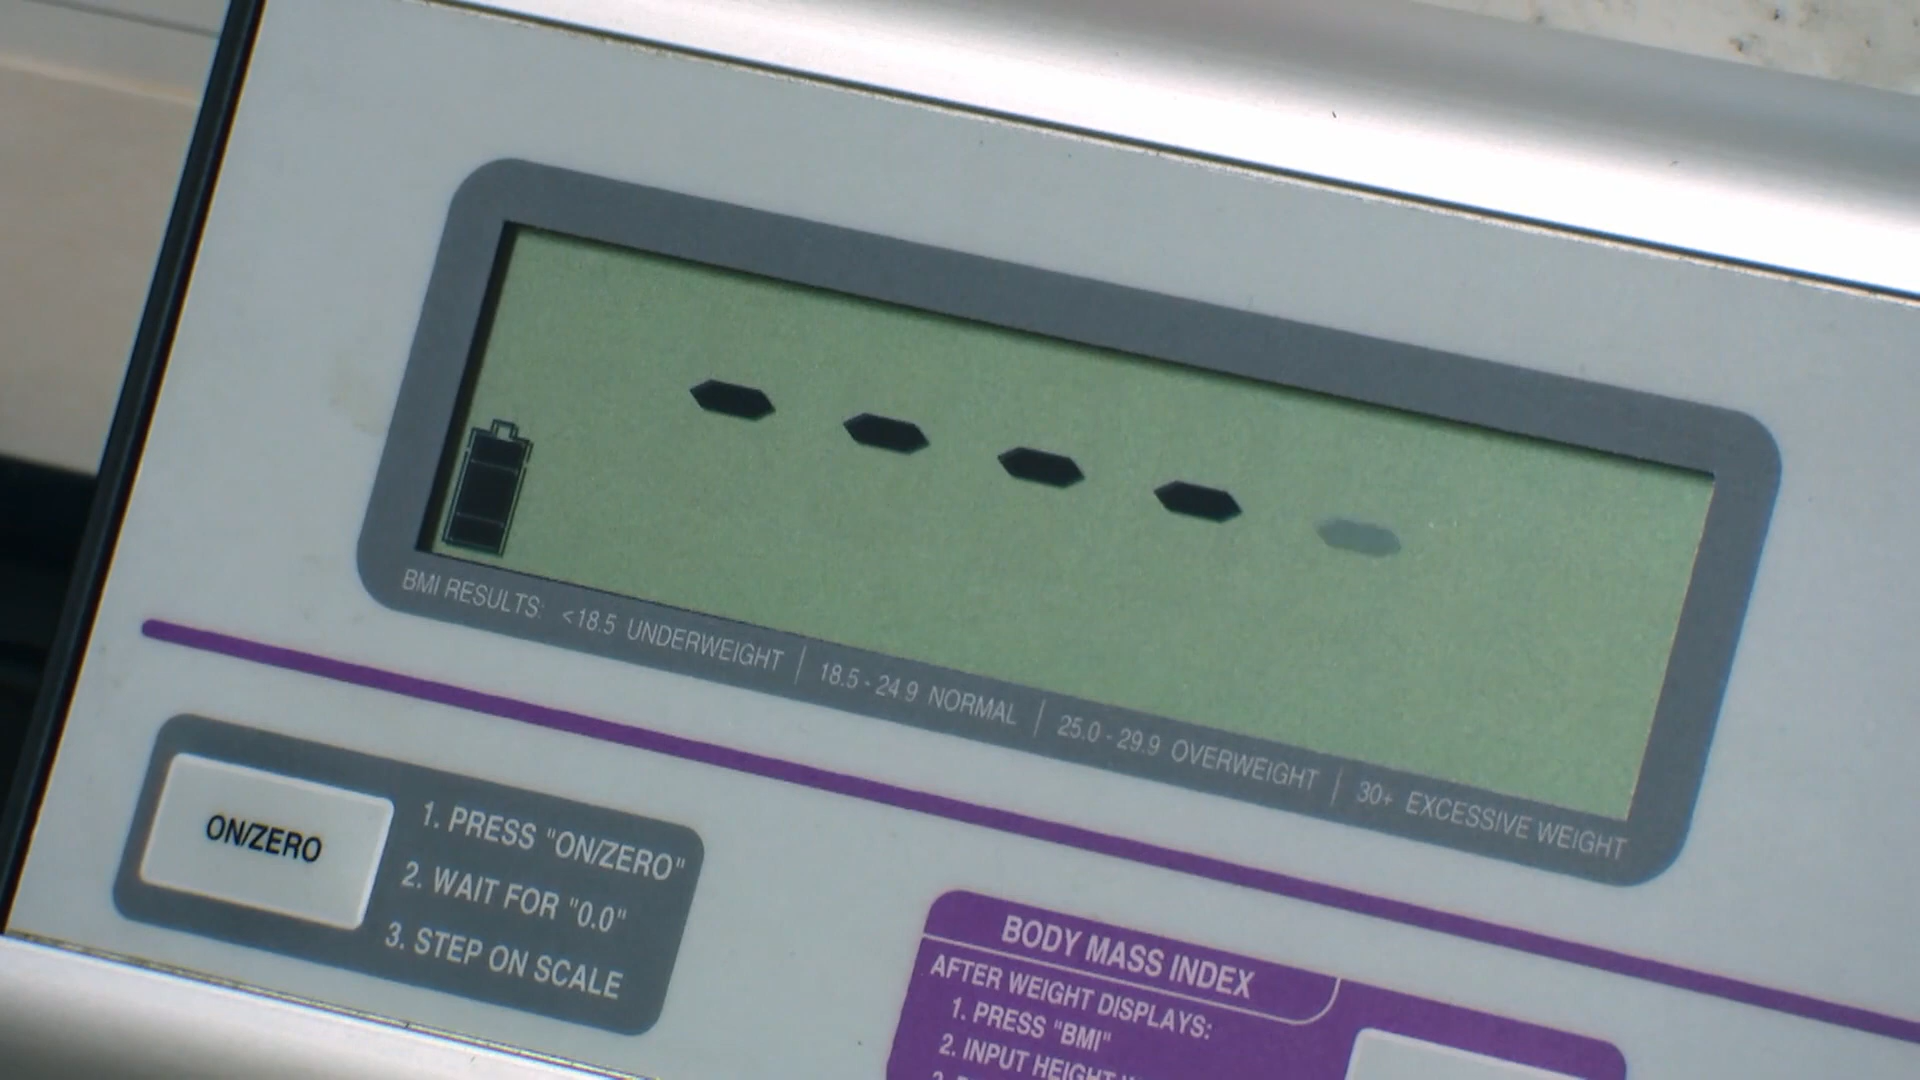 BMI RESULTS: <18.5 UNDERWEIGHT | 18.5 - 24.9 NORMAL | 25.0 - 29.9 OVERWEIGHT | 30+ EXCESSIVE WEIGHT
ON/ZERO
1. PRESS "ON/ZERO"
2. WAIT FOR "0.0"
3. STEP ON SCALE
BODY MASS INDEX
AFTER WEIGHT DISPLAYS:
1. PRESS "BMI"
2. INPUT HEIGHT